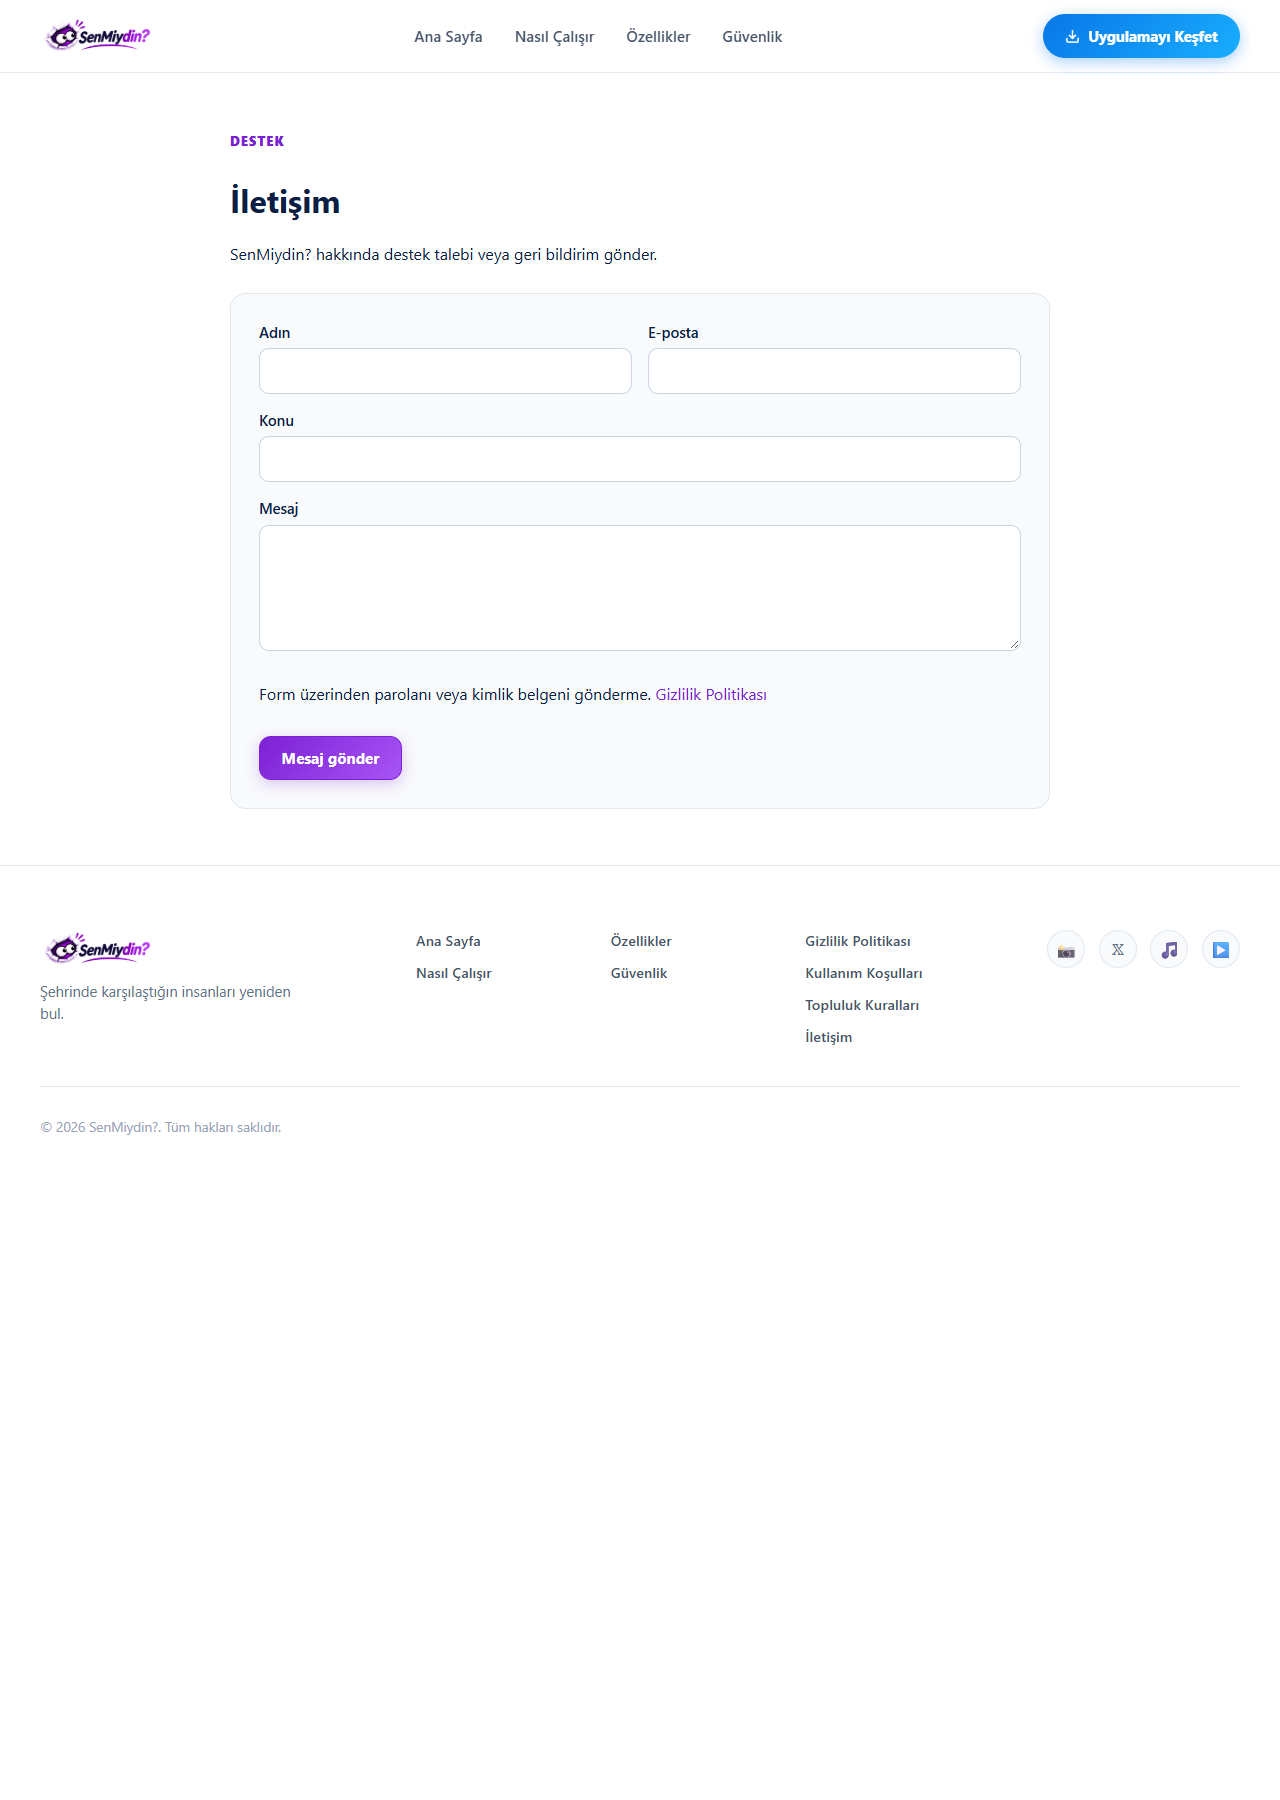 SenMiydin?
Ana Sayfa
Nasıl Çalışır
Özellikler
Güvenlik
Uygulamayı Keşfet
DESTEK
İletişim
SenMiydin? hakkında destek talebi veya geri bildirim gönder.
Adın
E-posta
Konu
Mesaj
Form üzerinden parolanı veya kimlik belgeni gönderme. Gizlilik Politikası
Mesaj gönder
SenMiydin?
Şehrinde karşılaştığın insanları yeniden
bul.
Ana Sayfa
Nasıl Çalışır
Özellikler
Güvenlik
Gizlilik Politikası
Kullanım Koşulları
Topluluk Kuralları
İletişim
𝕏
© 2026 SenMiydin?. Tüm hakları saklıdır.